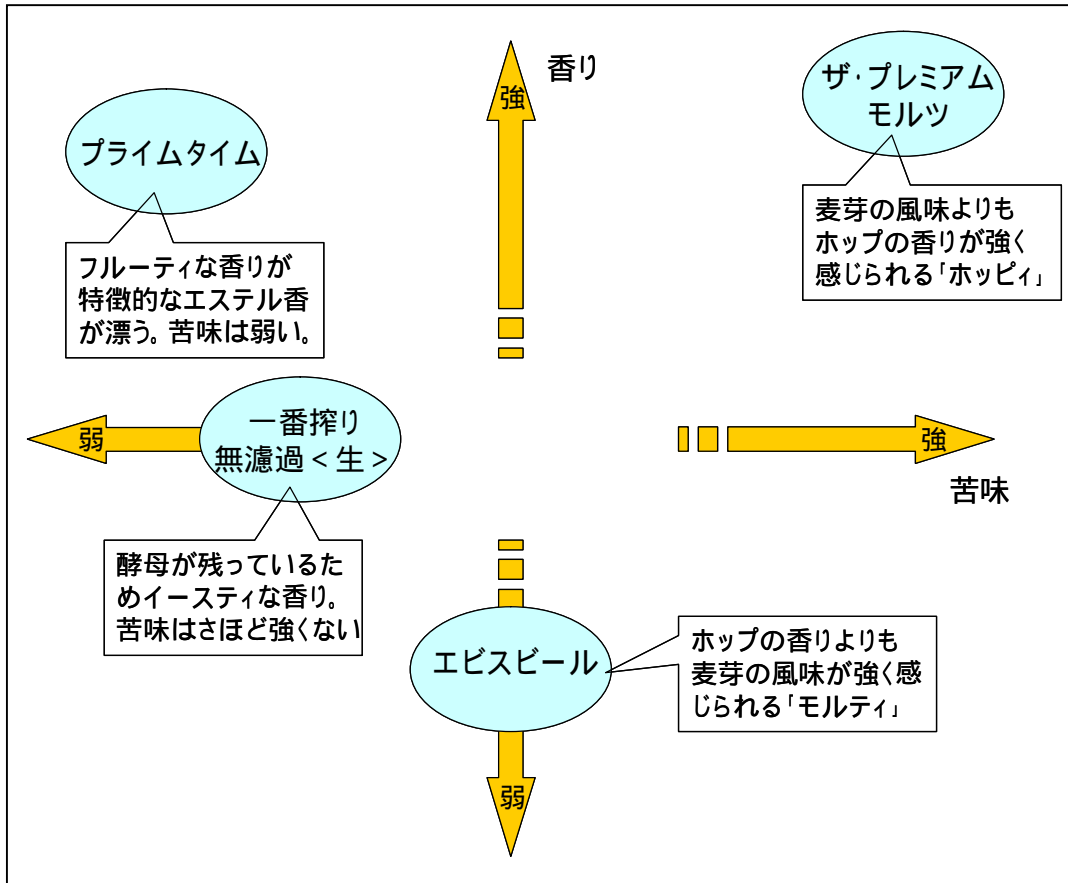 香り
強
ザ・プレミアム
モルツ
プライムタイム
麦芽の風味よりも
ホップの香りが強く
感じられる「ホッピィ」
フルーティな香りが
特徴的なエステル香
が漂う。苦味は弱い。
弱
一番搾り
無濾過<生>
強
苦味
酵母が残っているた
めイースティな香り。
苦味はさほど強くない
エビスビール
ホップの香りよりも
麦芽の風味が強く感
じられる「モルティ」
弱